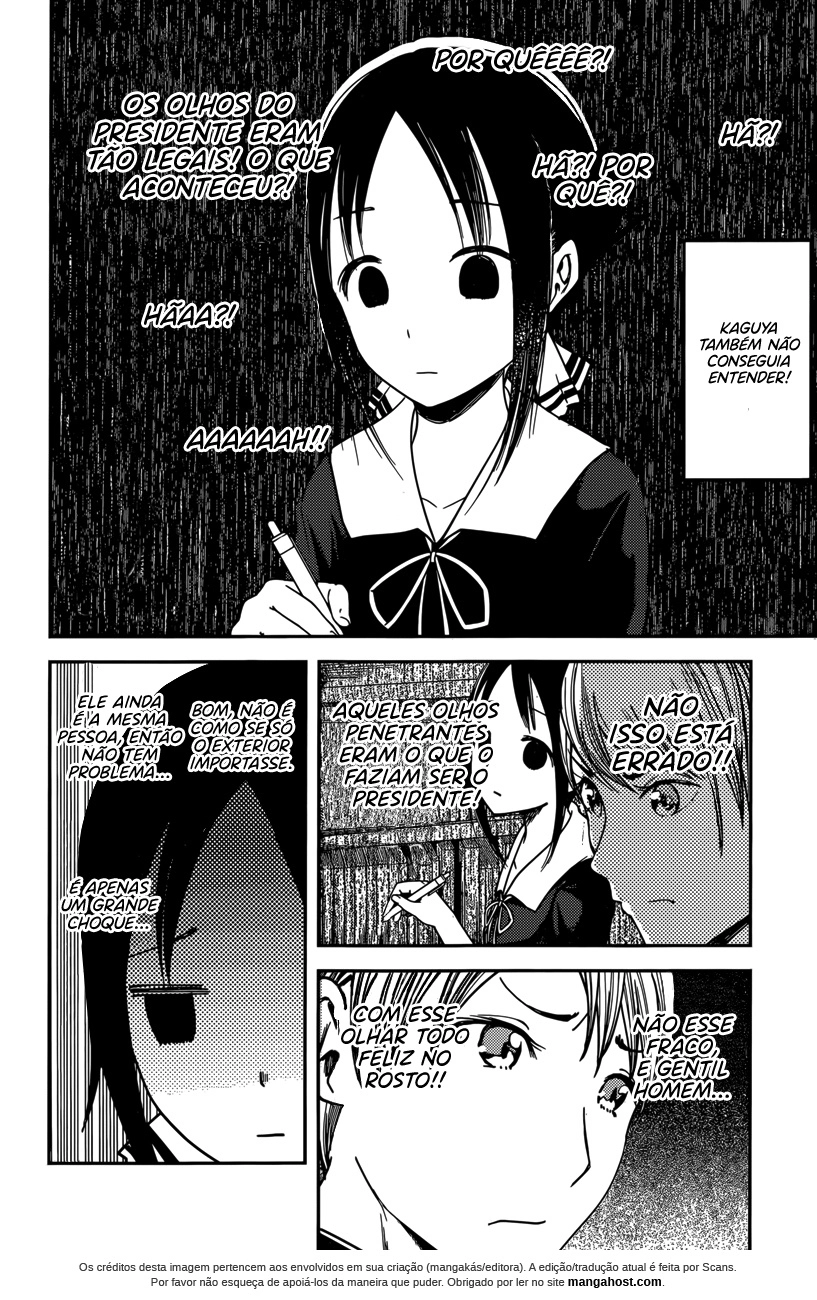 POR QUÊÊÊÊ?!
HÃ?!
HÃ?! POR
QUÊ?!
OS OLHOS DO
PRESIDENTE ERAM
TÃO LEGAIS! O QUE
ACONTECEU?!
KAGUYA
TAMBÉM NÃO
CONSEGUIA
ENTENDER!
HÃAA?!
AAAAAAH!!
NÃO
ISSO ESTÁ
ERRADO!!
AQUELES OLHOS
PENETRANTES
ERAM O QUE O
FAZIAM SER O
PRESIDENTE!
BOM, NÃO É
COMO SE SÓ
O EXTERIOR
IMPORTASSE.
ELE AINDA
É A MESMA
PESSOA, ENTÃO
NÃO TEM
PROBLEMA...
É APENAS
UM GRANDE
CHOQUE...
NÃO ESSE
FRACO,
E GENTIL
HOMEM...
COM ESSE
OLHAR TODO
FELIZ NO
ROSTO!!
Os créditos desta imagem pertencem aos envolvidos em sua criação (mangakás/editora). A edição/tradução atual é feita por Scans.
Por favor não esqueça de apoiá-los da maneira que puder. Obrigado por ler no site mangahost.com.